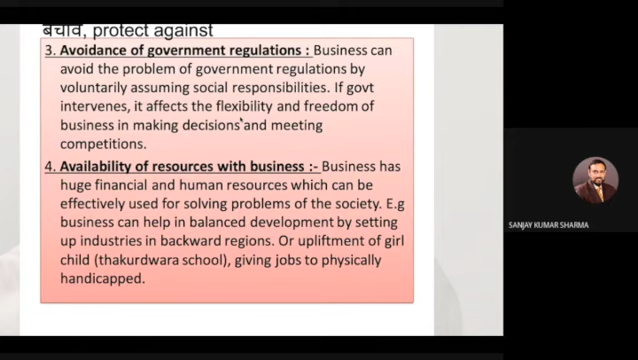 बचाव, protect against
3. Avoidance of government regulations : Business can
avoid the problem of government regulations by
voluntarily assuming social responsibilities. If govt
intervenes, it affects the flexibility and freedom of
business in making decisions and meeting
competitions.
4. Availability of resources with business :- Business has
huge financial and human resources which can be
effectively used for solving problems of the society. E.g
business can help in balanced development by setting
up industries in backward regions. Or upliftment of girl
child (thakurdwara school), giving jobs to physically
handicapped.
SANJAY KUMAR SHARMA